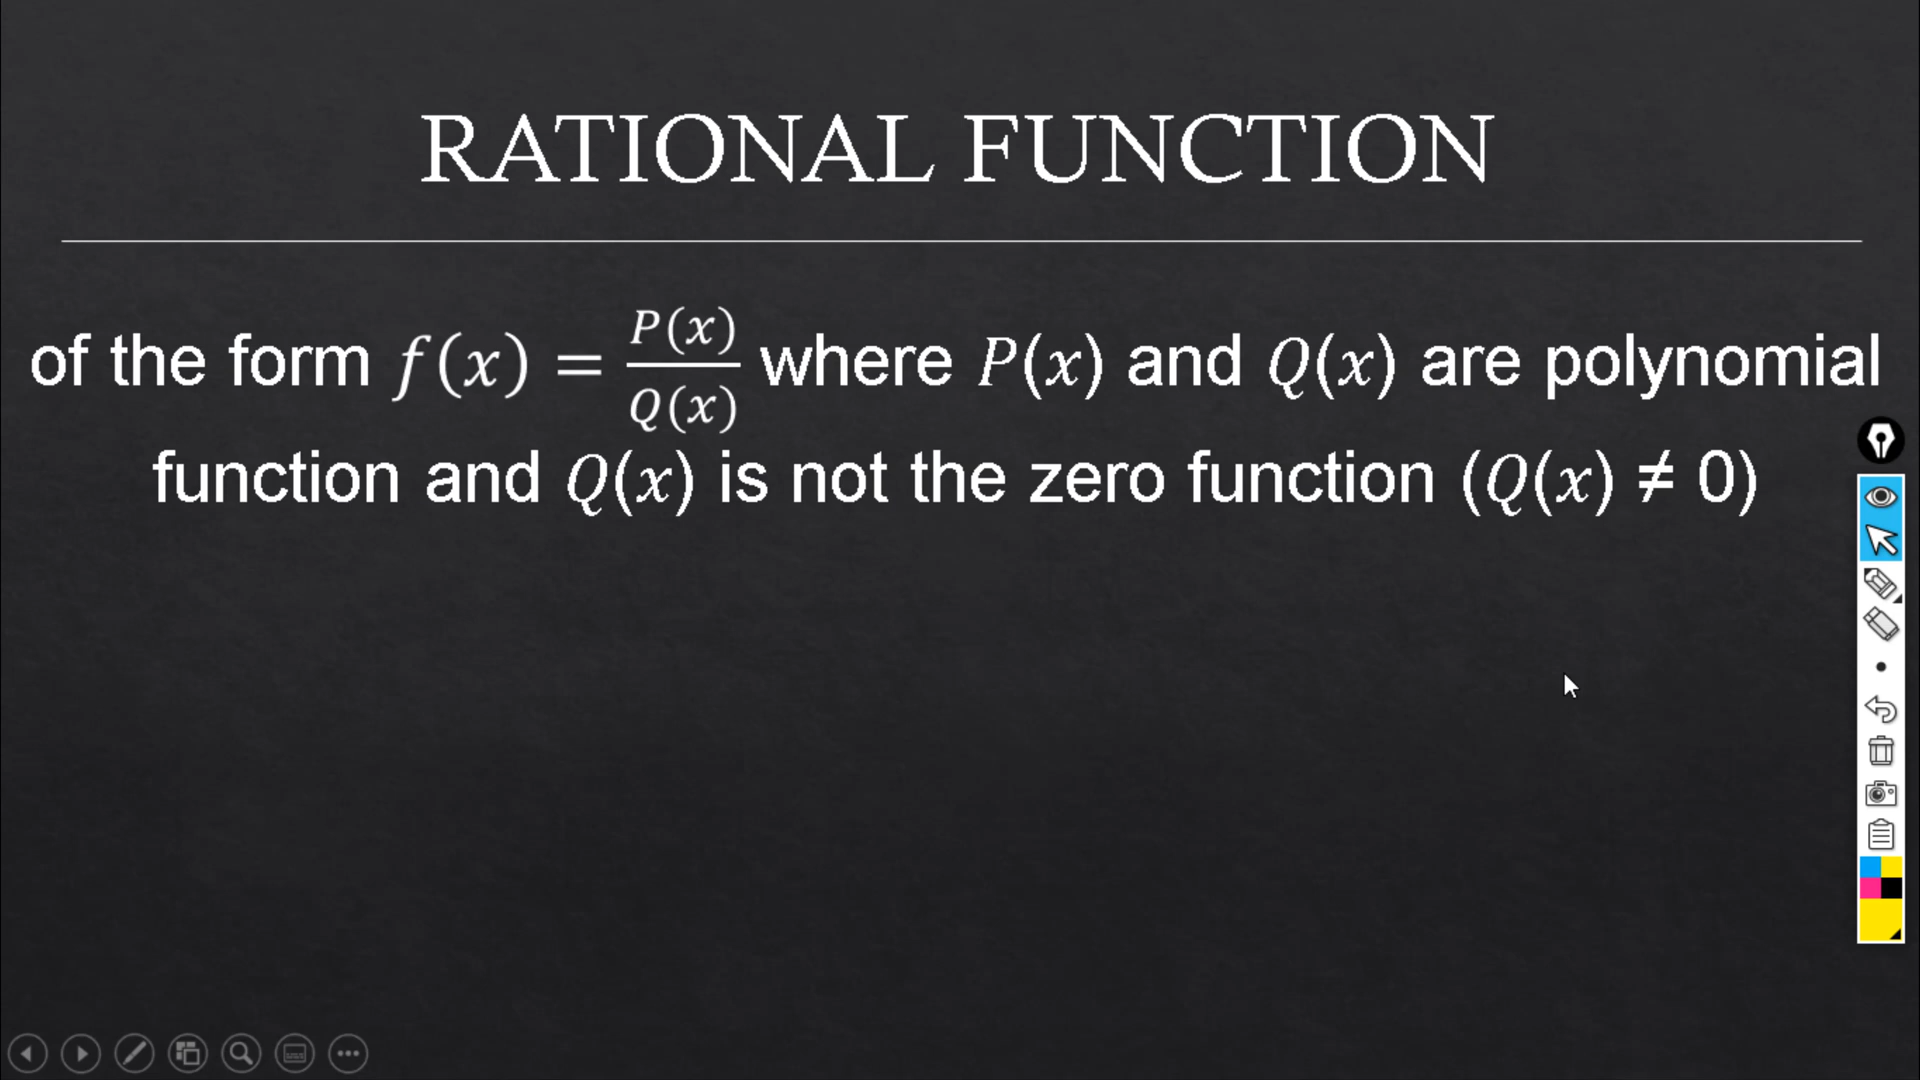 RATIONAL FUNCTION
of the form f(x) = P(x)/Q(x) where P(x) and Q(x) are polynomial
function and Q(x) is not the zero function (Q(x) ≠ 0)